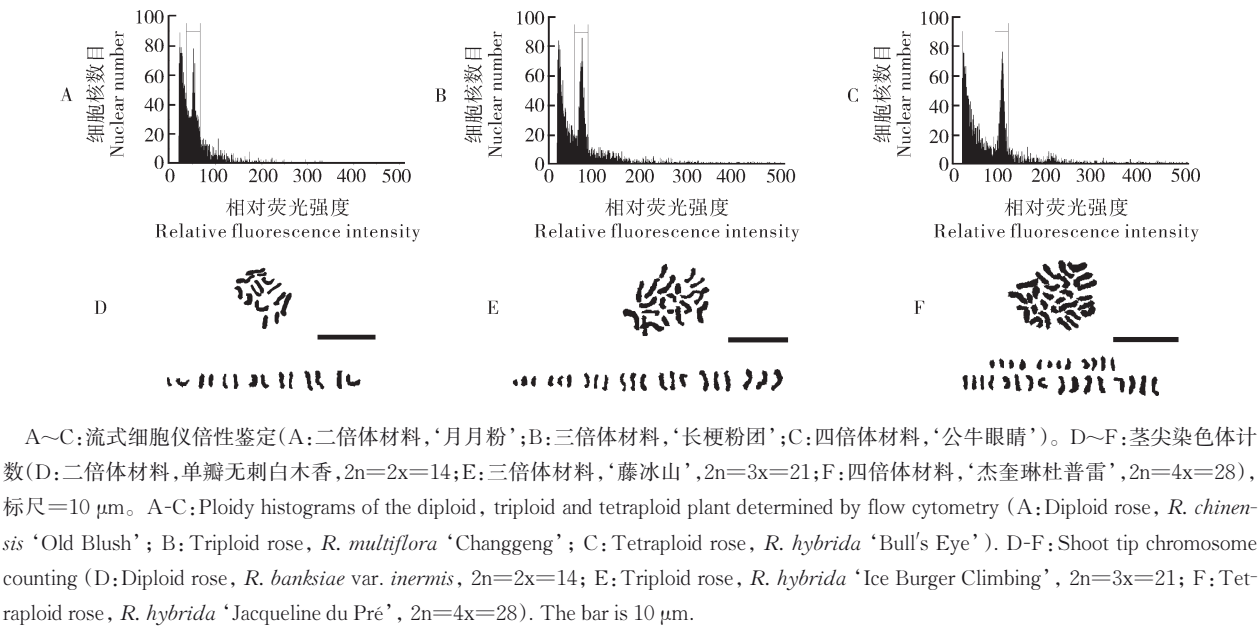 A
细胞核数目
Nuclear number
100
80
60
40
20
0
0 100 200 300 400 500
相对荧光强度
Relative fluorescence intensity
B
细胞核数目
Nuclear number
100
80
60
40
20
0
0 100 200 300 400 500
相对荧光强度
Relative fluorescence intensity
C
细胞核数目
Nuclear number
100
80
60
40
20
0
0 100 200 300 400 500
相对荧光强度
Relative fluorescence intensity
D
E
F
A~C:流式细胞仪倍性鉴定(A:二倍体材料,‘月月粉’;B:三倍体材料,‘长梗粉团’;C:四倍体材料,‘公牛眼睛’)。D~F:茎尖染色体计
数(D:二倍体材料,单瓣无刺白木香,2n=2x=14;E:三倍体材料,‘藤冰山’,2n=3x=21;F:四倍体材料,‘杰奎琳杜普雷’,2n=4x=28),
标尺=10 μm。A-C:Ploidy histograms of the diploid, triploid and tetraploid plant determined by flow cytometry (A:Diploid rose, R. chinen-
sis ‘Old Blush’; B:Triploid rose, R. multiflora ‘Changgeng’; C:Tetraploid rose, R. hybrida ‘Bull's Eye’). D-F:Shoot tip chromosome
counting (D:Diploid rose, R. banksiae var. inermis, 2n=2x=14; E:Triploid rose, R. hybrida ‘Ice Burger Climbing’, 2n=3x=21; F:Tet-
raploid rose, R. hybrida ‘Jacqueline du Pré’, 2n=4x=28). The bar is 10 μm.